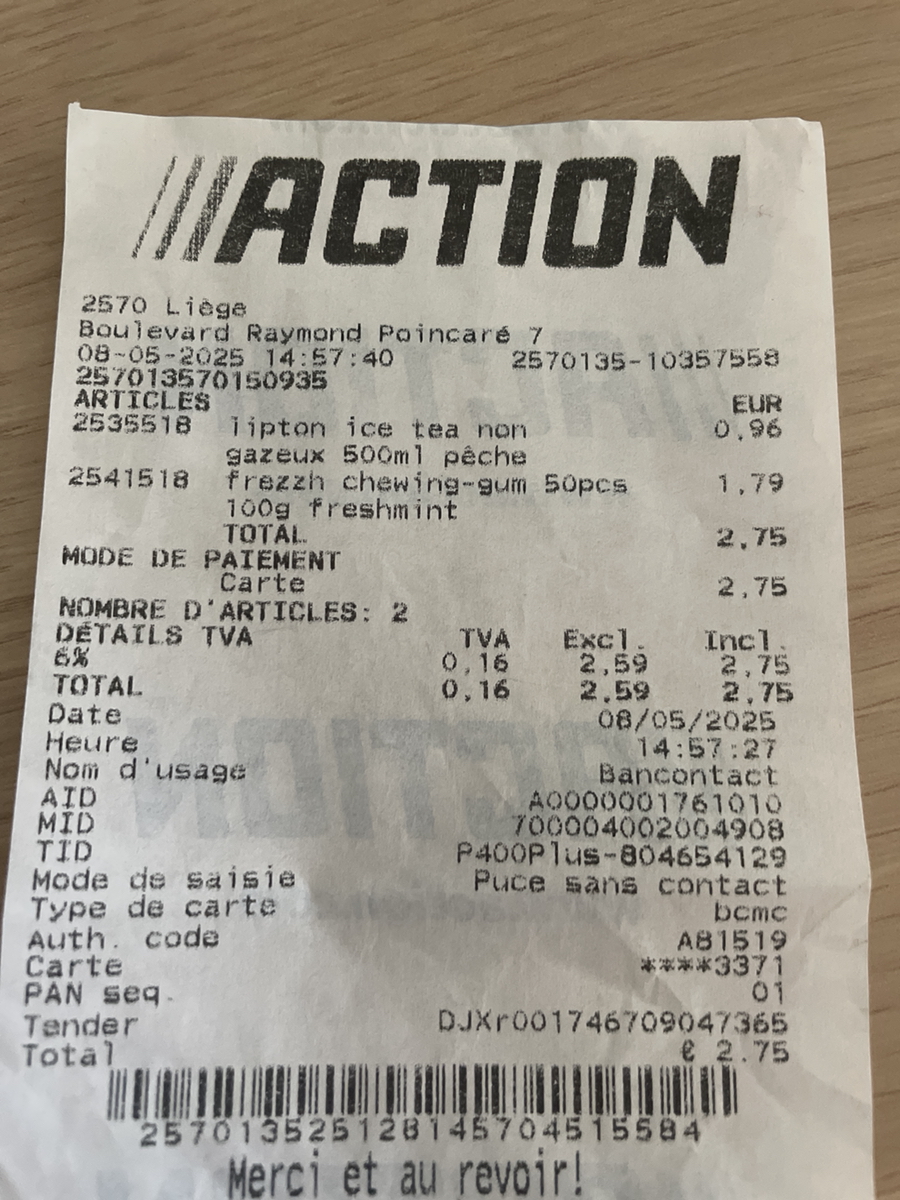 ACTION
2570 Liège
Boulevard Raymond Poincaré 7
08-05-2025 14:57:40 2570135-10357558
257013570150935
ARTICLES EUR
2535518 lipton ice tea non 0,96
gazeux 500ml pêche
2541518 frezzh chewing-gum 50pcs 1,79
100g freshmint
TOTAL 2,75
MODE DE PAIEMENT
Carte 2,75
NOMBRE D'ARTICLES: 2
DÉTAILS TVA TVA Excl. Incl.
6% 0,16 2,59 2,75
TOTAL 0,16 2,59 2,75
Date 08/05/2025
Heure 14:57:27
Nom d'usage Bancontact
AID A0000001761010
MID 700004002004908
TID P400Plus-804654129
Mode de saisie Puce sans contact
Type de carte bcmc
Auth. code A81519
Carte ****3371
PAN seq. 01
Tender DJXr001746709047365
Total € 2.75
257013525128145704515584
Merci et au revoir!